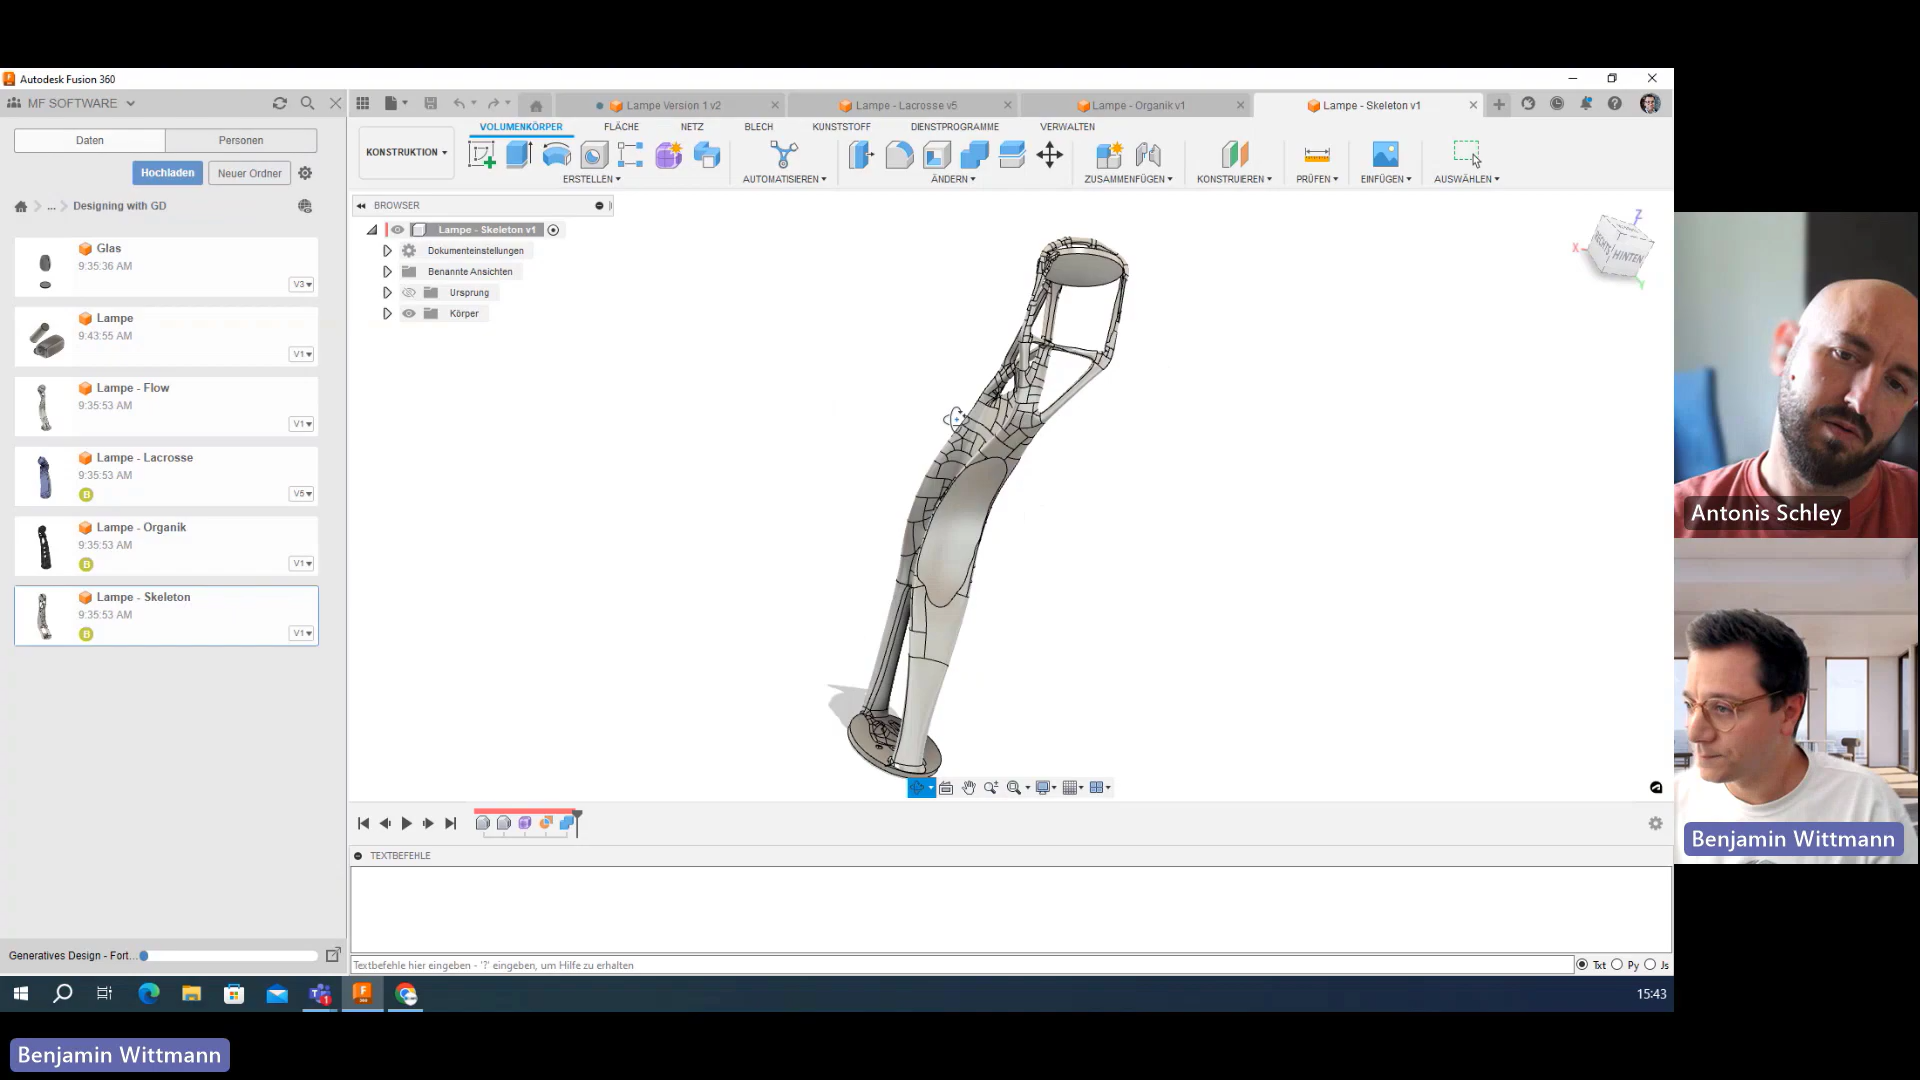 Autodesk Fusion 360
MF SOFTWARE
Lampe Version 1 v2
Lampe - Lacrosse v5
Lampe - Organik v1
Lampe - Skeleton v1
Daten
Personen
VOLUMENKÖRPER
FLÄCHE
NETZ
BLECH
KUNSTSTOFF
DIENSTPROGRAMME
VERWALTEN
KONSTRUKTION
Hochladen
Neuer Ordner
ERSTELLEN
AUTOMATISIEREN
ÄNDERN
ZUSAMMENFÜGEN
KONSTRUIEREN
PRÜFEN
EINFÜGEN
AUSWÄHLEN
...
Designing with GD
BROWSER
Lampe - Skeleton v1
Dokumenteinstellungen
Benannte Ansichten
Ursprung
Körper
Glas
9:35:36 AM
V3
Lampe
9:43:55 AM
V1
Lampe - Flow
9:35:53 AM
V1
Lampe - Lacrosse
9:35:53 AM
B
V5
Lampe - Organik
9:35:53 AM
B
V1
Lampe - Skeleton
9:35:53 AM
B
V1
Z
X
RECHTS
HINTEN
Y
Antonis Schley
Benjamin Wittmann
TEXTBEFEHLE
Generatives Design - Fort...
Textbefehle hier eingeben - '?' eingeben, um Hilfe zu erhalten
Txt
Py
Js
1
F
360
15:43
Benjamin Wittmann